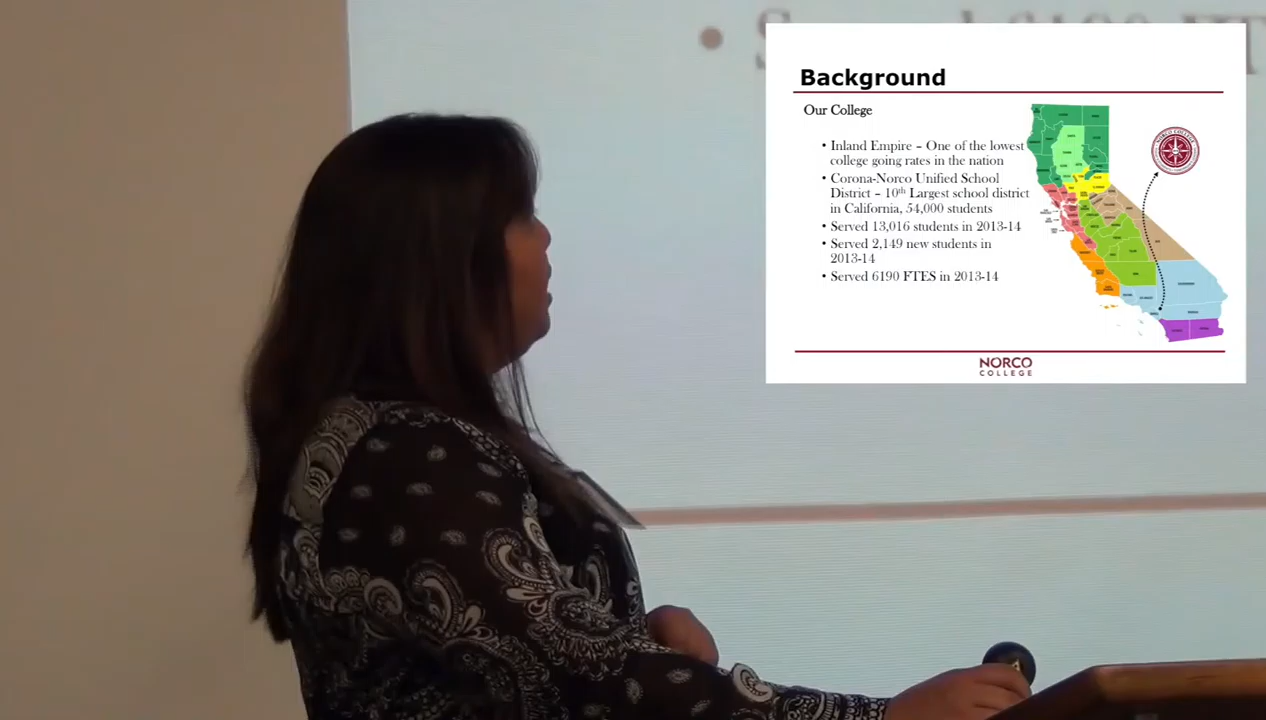 Background
Our College
• Inland Empire – One of the lowest
college going rates in the nation
• Corona-Norco Unified School
District – 10th Largest school district
in California, 54,000 students
• Served 13,016 students in 2013-14
• Served 2,149 new students in
2013-14
• Served 6190 FTES in 2013-14
NORCO COLLEGE
NORCO
COLLEGE